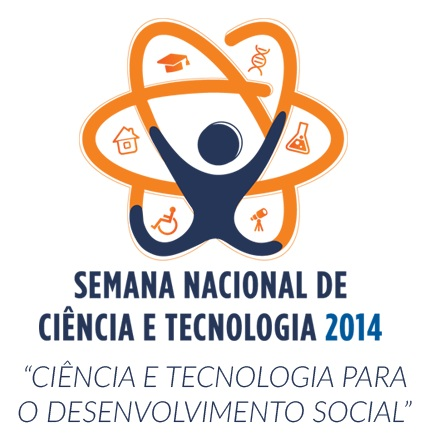 SEMANA NACIONAL DE
CIÊNCIA E TECNOLOGIA 2014
“CIÊNCIA E TECNOLOGIA PARA
O DESENVOLVIMENTO SOCIAL”